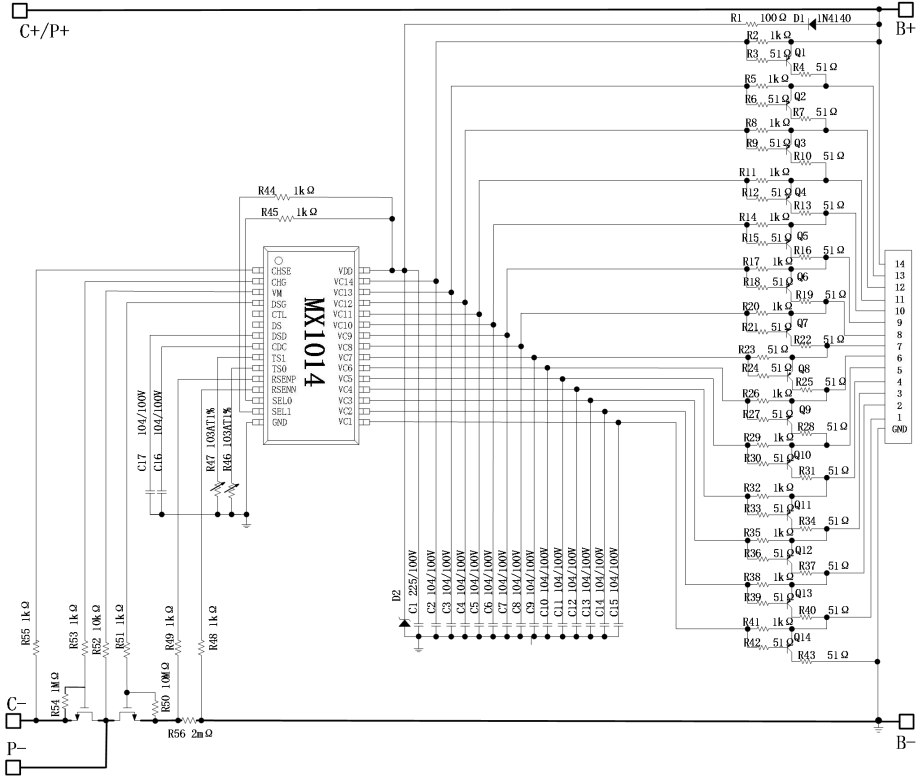 C+/P+
B+
R1 100Ω D1 1N4140
R2 1kΩ
R3 51Ω Q1
R4 51Ω
R5 1kΩ
R6 51Ω Q2
R7 51Ω
R8 1kΩ
R9 51Ω Q3
R10 51Ω
R11 1kΩ
R12 51Ω Q4
R13 51Ω
R14 1kΩ
R15 51Ω Q5
R16 51Ω
R17 1kΩ
R18 51Ω Q6
R19 51Ω
R20 1kΩ
R21 51Ω Q7
R22 51Ω
R23 1kΩ
R24 51Ω Q8
R25 51Ω
R26 1kΩ
R27 51Ω Q9
R28 51Ω
R29 1kΩ
R30 51Ω Q10
R31 51Ω
R32 1kΩ
R33 51Ω Q11
R34 51Ω
R35 1kΩ
R36 51Ω Q12
R37 51Ω
R38 1kΩ
R39 51Ω Q13
R40 51Ω
R41 1kΩ
R42 51Ω Q14
R43 51Ω
14
13
12
11
10
9
8
7
6
5
4
3
2
1
GND
R44 1kΩ
R45 1kΩ
MX1014
CHSE VDD
CHG VC14
VM VC13
DSG VC12
CTL VC11
DS VC10
DSD VC9
CDC VC8
TS1 VC7
TS0 VC6
RSENP VC5
RSENN VC4
SEL0 VC3
SEL1 VC2
GND VC1
C17 104/100V
C16 104/100V
R47 103AT1%
R46 103AT1%
D2
C1 225/100V
C2 104/100V
C3 104/100V
C4 104/100V
C5 104/100V
C6 104/100V
C7 104/100V
C8 104/100V
C9 104/100V
C10 104/100V
C11 104/100V
C12 104/100V
C13 104/100V
C14 104/100V
C15 104/100V
R55 1kΩ
R53 1kΩ
R52 10kΩ
R51 1kΩ
R49 1kΩ
R48 1kΩ
R54 1MΩ
R50 10MΩ
R56 2mΩ
C-
P-
B-